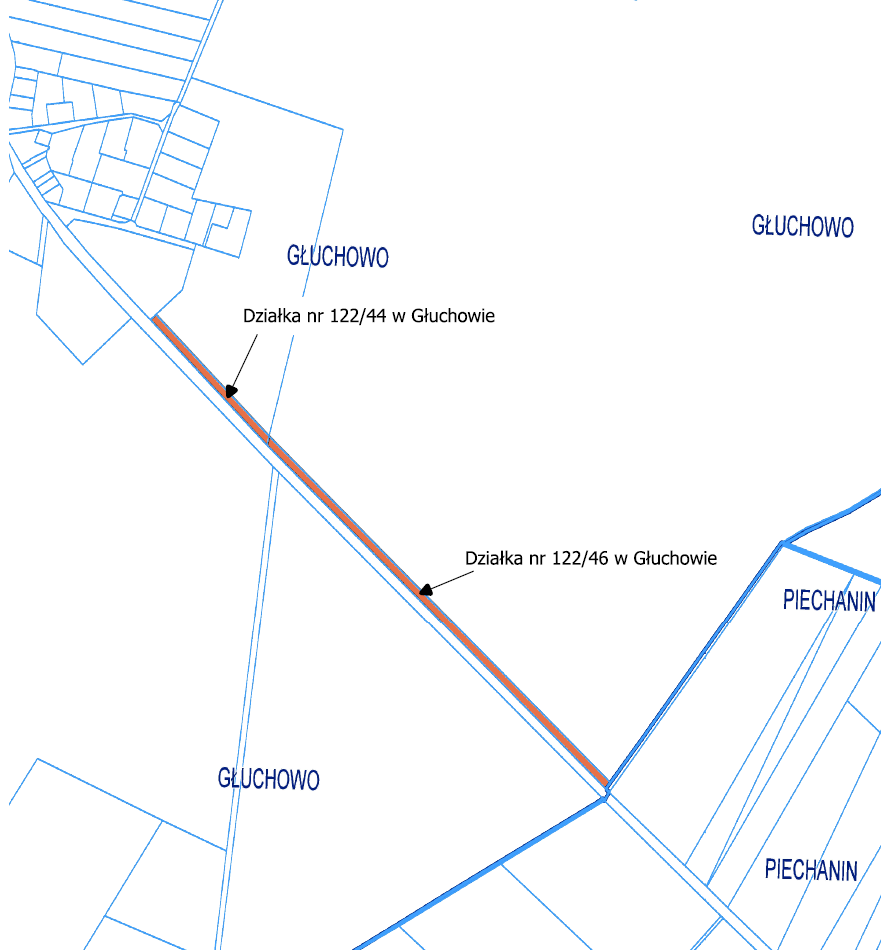 GŁUCHOWO
GŁUCHOWO
Działka nr 122/44 w Głuchowie
Działka nr 122/46 w Głuchowie
PIECHANIN
GŁUCHOWO
PIECHANIN